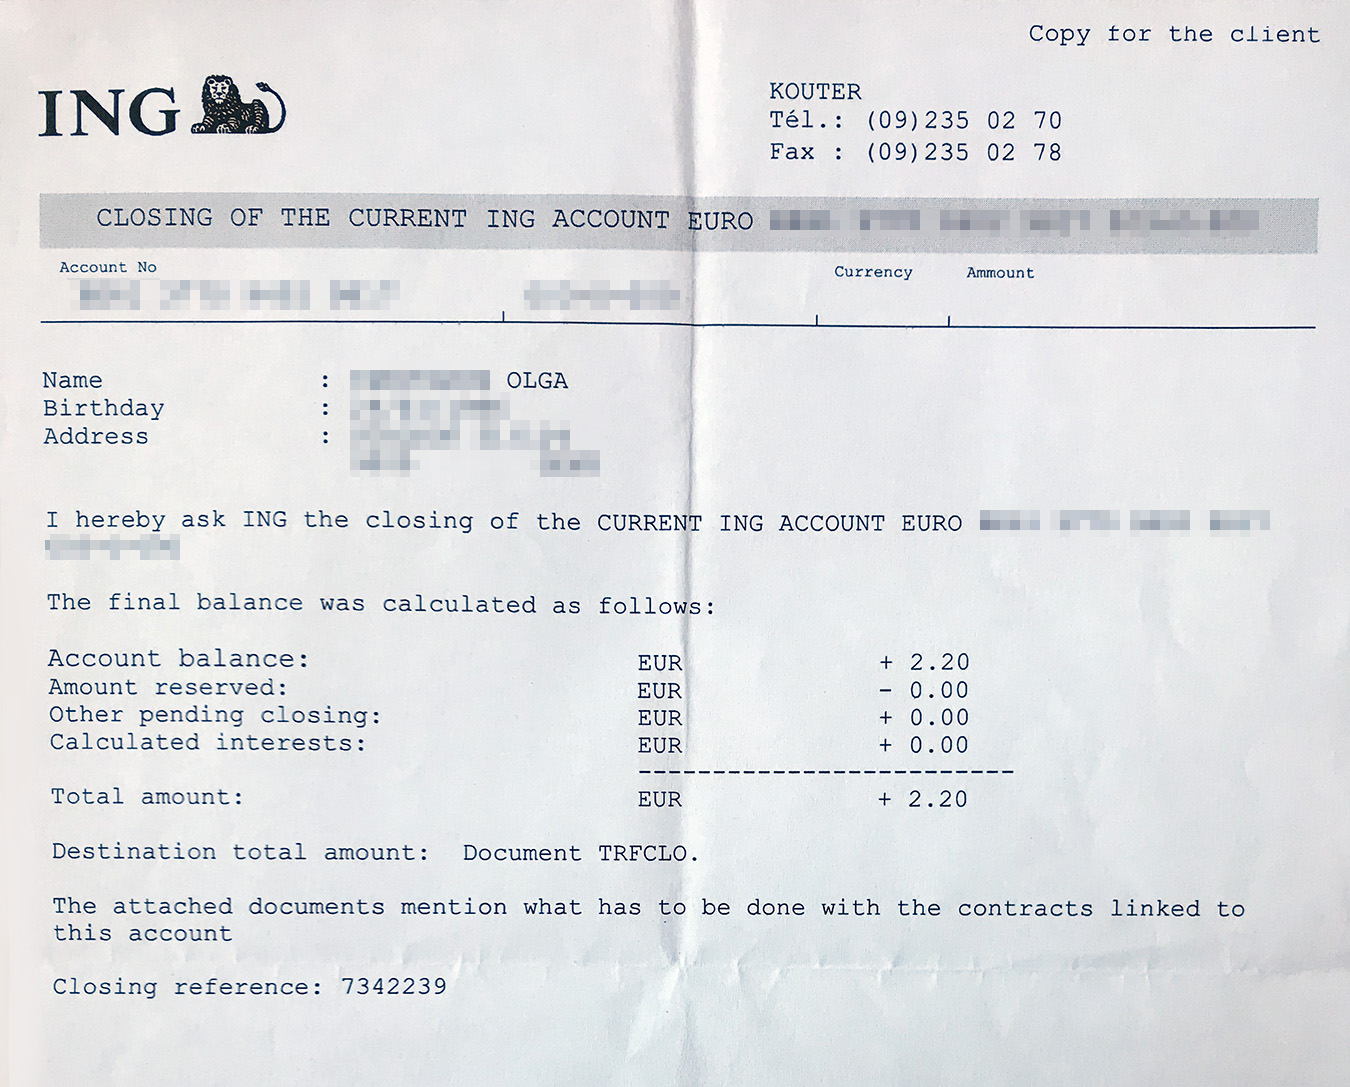 Copy for the client
ING
KOUTER
Tél.: (09)235 02 70
Fax : (09)235 02 78
CLOSING OF THE CURRENT ING ACCOUNT EURO
Account No
Currency
Ammount
Name : OLGA
Birthday :
Address :
I hereby ask ING the closing of the CURRENT ING ACCOUNT EURO
The final balance was calculated as follows:
Account balance: EUR + 2.20
Amount reserved: EUR - 0.00
Other pending closing: EUR + 0.00
Calculated interests: EUR + 0.00
-------------------------
Total amount: EUR + 2.20
Destination total amount: Document TRFCLO.
The attached documents mention what has to be done with the contracts linked to
this account
Closing reference: 7342239